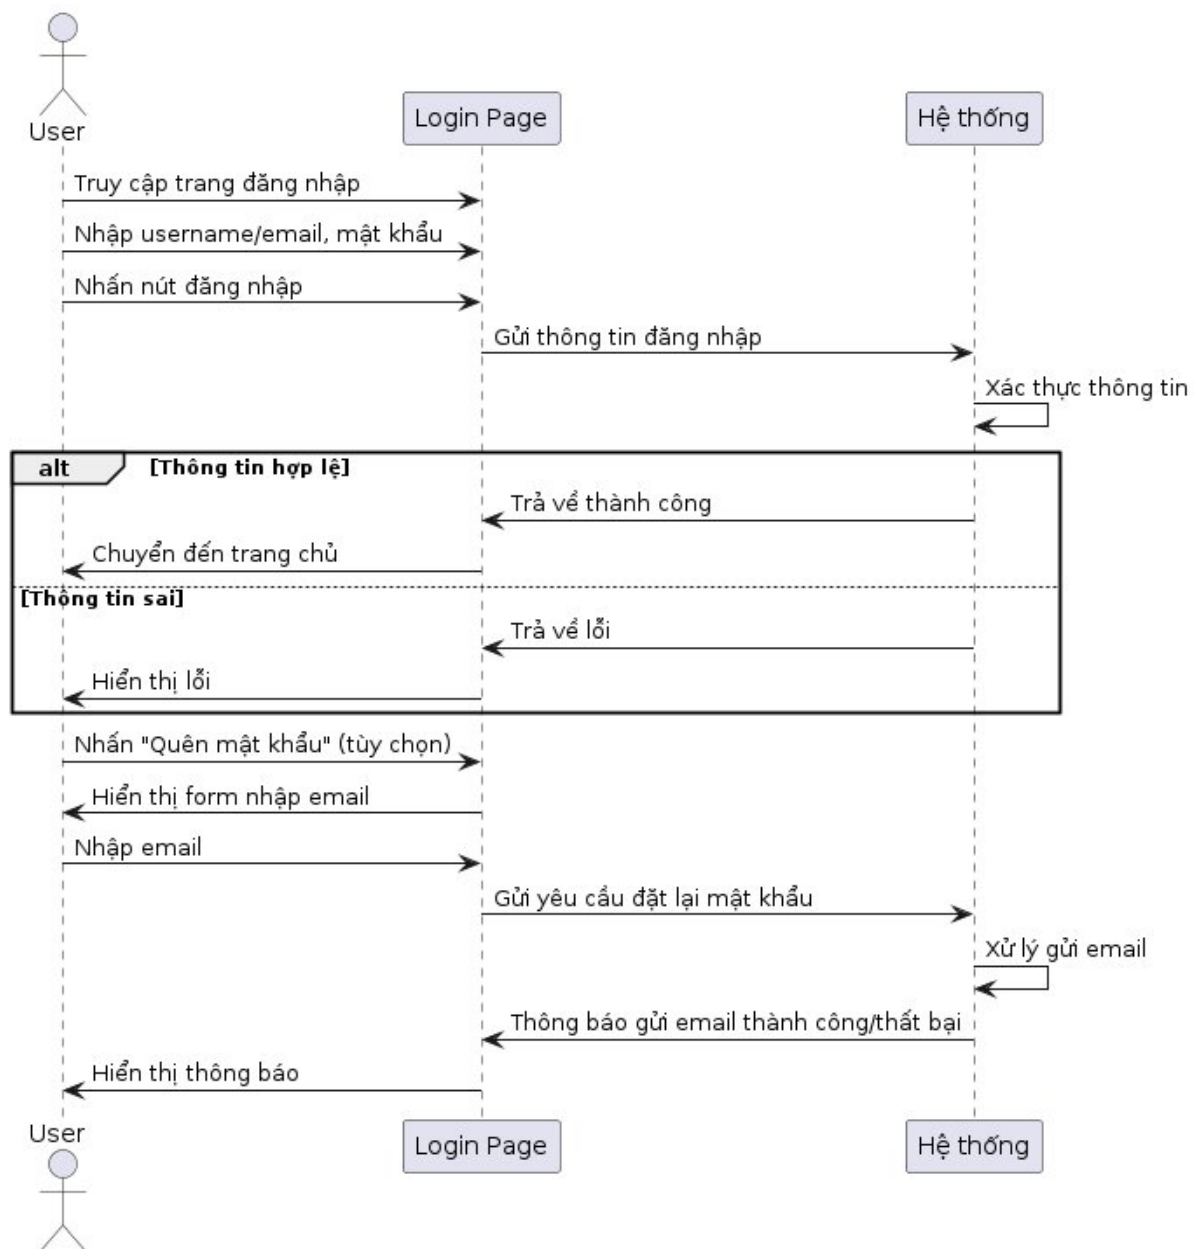 User
Login Page
Hệ thống
Truy cập trang đăng nhập
Nhập username/email, mật khẩu
Nhấn nút đăng nhập
Gửi thông tin đăng nhập
Xác thực thông tin
alt [Thông tin hợp lệ]
Trả về thành công
Chuyển đến trang chủ
[Thông tin sai]
Trả về lỗi
Hiển thị lỗi
Nhấn "Quên mật khẩu" (tùy chọn)
Hiển thị form nhập email
Nhập email
Gửi yêu cầu đặt lại mật khẩu
Xử lý gửi email
Thông báo gửi email thành công/thất bại
Hiển thị thông báo
User
Login Page
Hệ thống